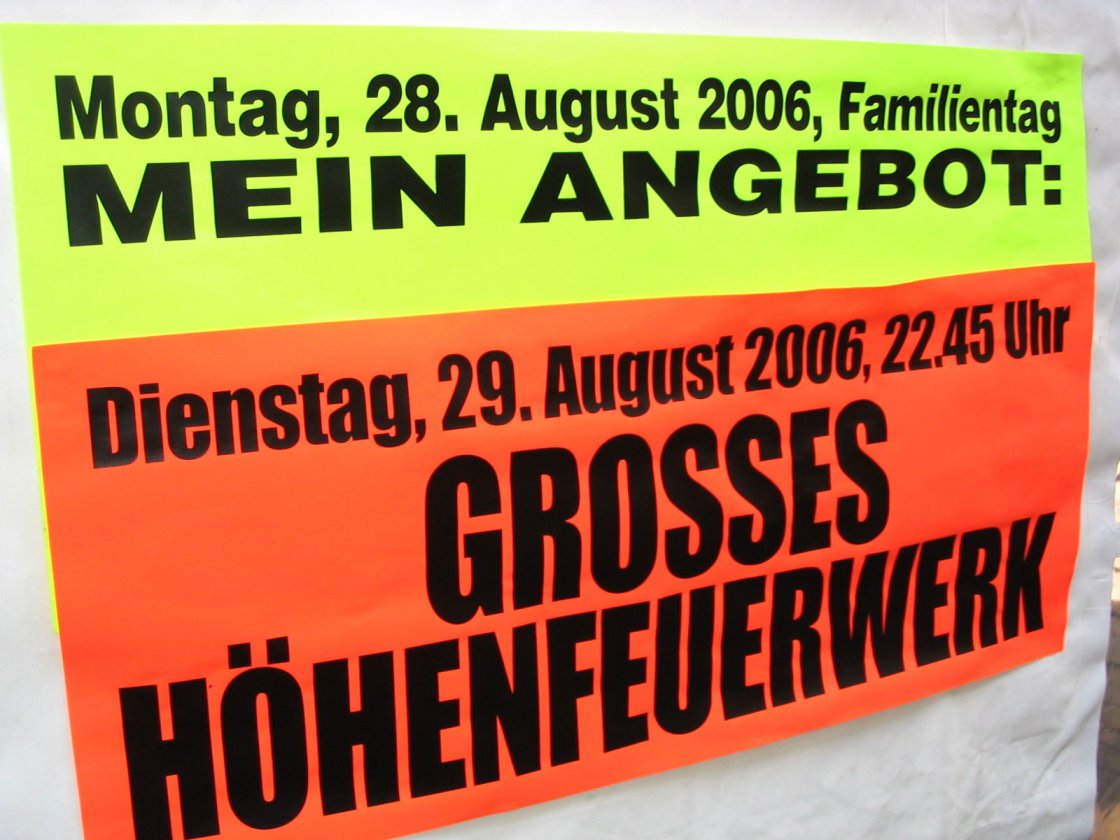 Montag, 28. August 2006, Familientag
MEIN ANGEBOT:
Dienstag, 29. August 2006, 22.45 Uhr
GROSSES
HÖHENFEUERWERK